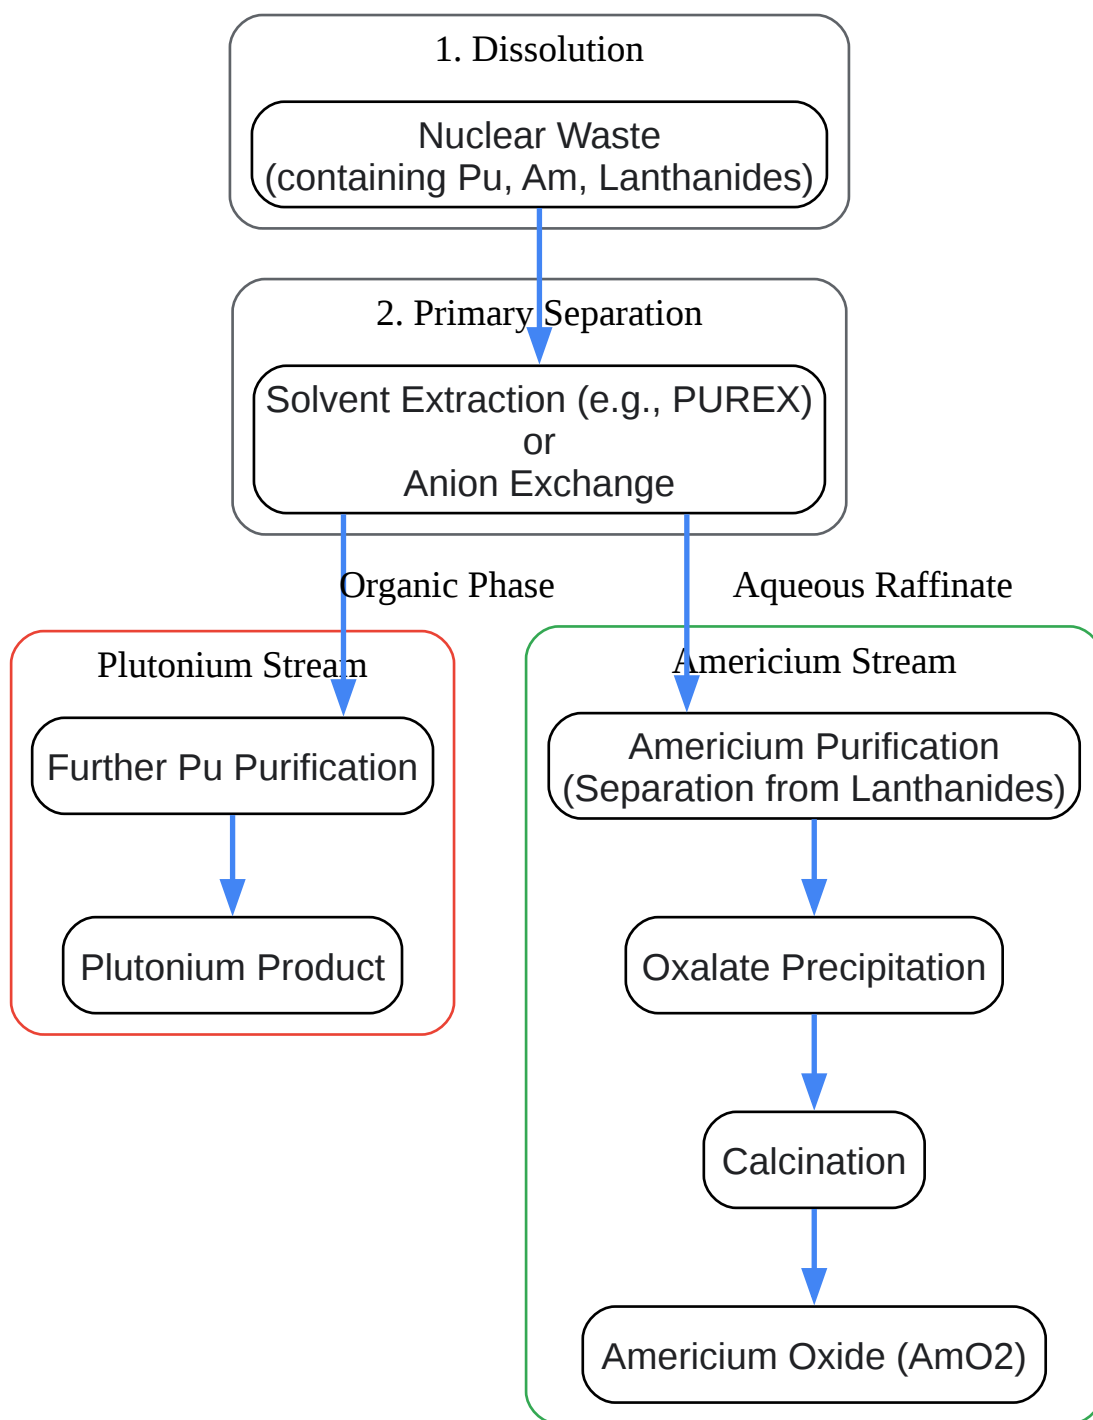 1. Dissolution
Nuclear Waste
(containing Pu, Am, Lanthanides)
2. Primary Separation
Solvent Extraction (e.g., PUREX)
or
Anion Exchange
Organic Phase
Aqueous Raffinate
Plutonium Stream
Further Pu Purification
Plutonium Product
Americium Stream
Americium Purification
(Separation from Lanthanides)
Oxalate Precipitation
Calcination
Americium Oxide (AmO2)